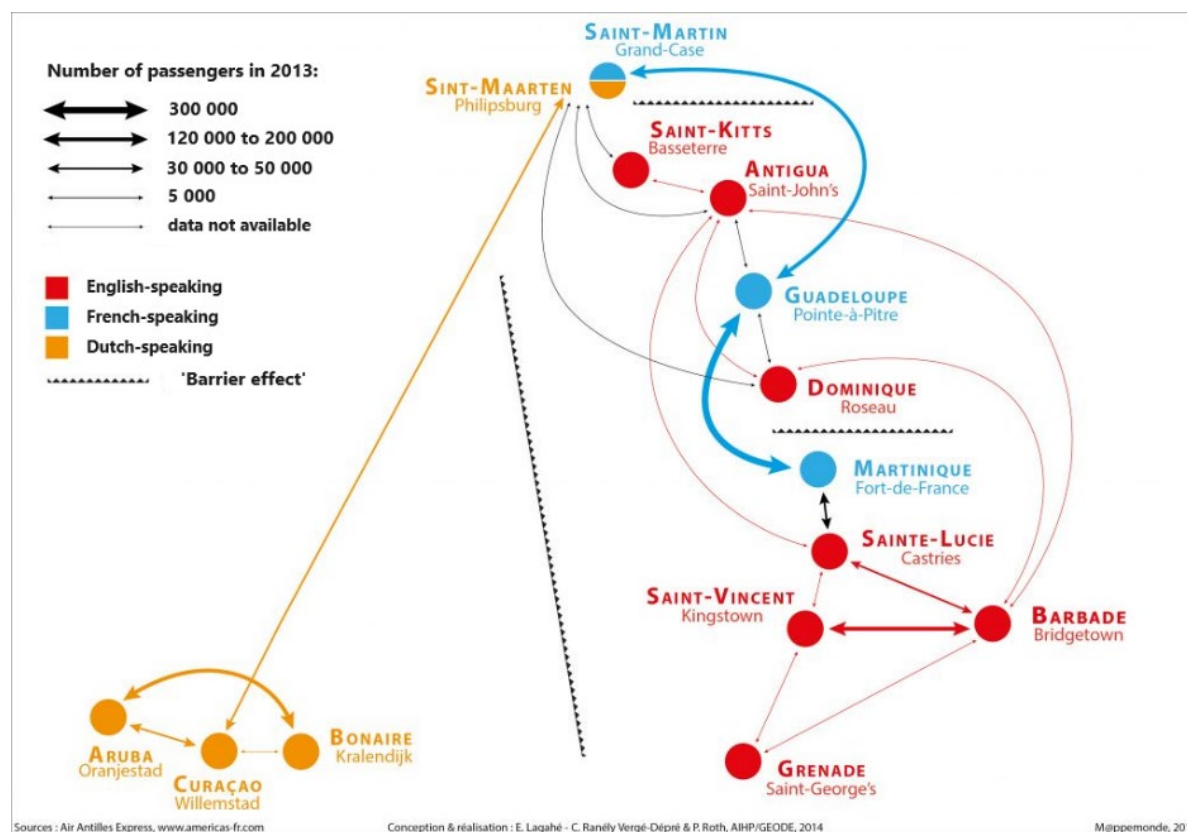 Number of passengers in 2013:
300 000
120 000 to 200 000
30 000 to 50 000
5 000
data not available
English-speaking
French-speaking
Dutch-speaking
'Barrier effect'
SAINT-MARTIN
Grand-Case
SINT-MAARTEN
Philipsburg
SAINT-KITTS
Basseterre
ANTIGUA
Saint-John's
GUADELOUPE
Pointe-à-Pitre
DOMINIQUE
Roseau
MARTINIQUE
Fort-de-France
SAINTE-LUCIE
Castries
SAINT-VINCENT
Kingstown
BARBADE
Bridgetown
GRENADE
Saint-George's
ARUBA
Oranjestad
CURAÇAO
Willemstad
BONAIRE
Kralendijk
Sources : Air Antilles Express, www.americas-fr.com
Conception & réalisation : E. Lagahé - C. Ranély Vergé-Dépré & P. Roth, AIHP/GEODE, 2014
M@ppemonde, 20